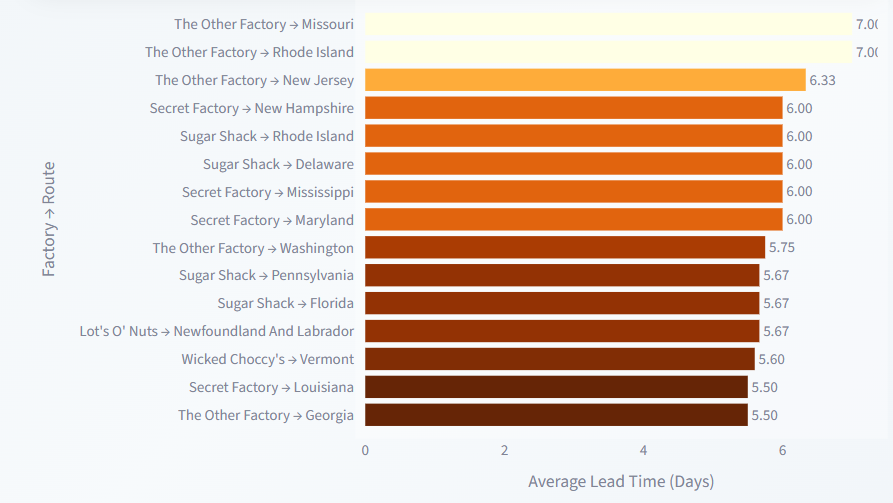 The Other Factory → Missouri 7.00
The Other Factory → Rhode Island 7.00
The Other Factory → New Jersey 6.33
Secret Factory → New Hampshire 6.00
Sugar Shack → Rhode Island 6.00
Sugar Shack → Delaware 6.00
Secret Factory → Mississippi 6.00
Secret Factory → Maryland 6.00
The Other Factory → Washington 5.75
Sugar Shack → Pennsylvania 5.67
Sugar Shack → Florida 5.67
Lot's O' Nuts → Newfoundland And Labrador 5.67
Wicked Choccy's → Vermont 5.60
Secret Factory → Louisiana 5.50
The Other Factory → Georgia 5.50
Factory → Route
0 2 4 6
Average Lead Time (Days)